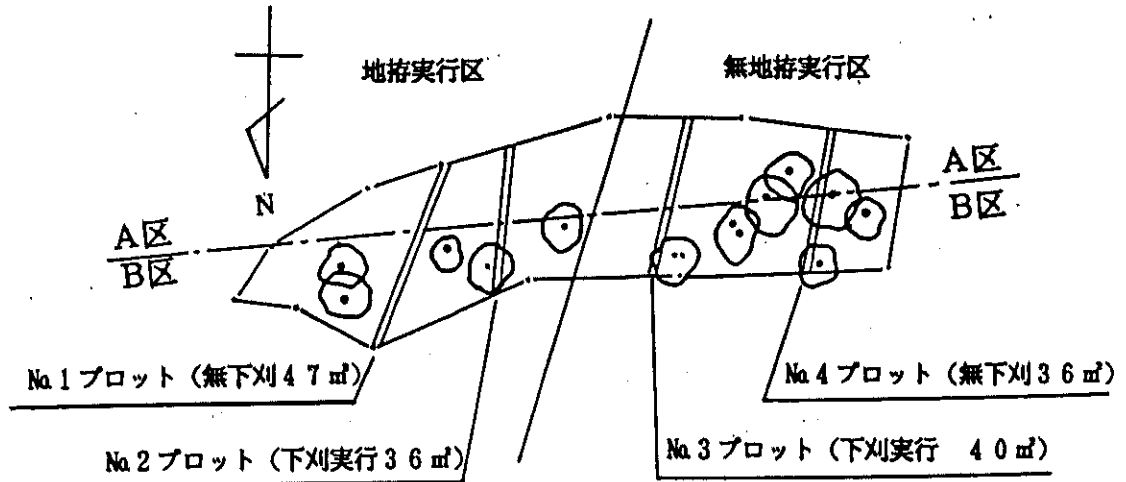 地拵実行区
無地拵実行区
N
A区
B区
A区
B区
No.1プロット(無下刈47㎡)
No.4プロット(無下刈36㎡)
No.2プロット(下刈実行36㎡)
No.3プロット(下刈実行 40㎡)